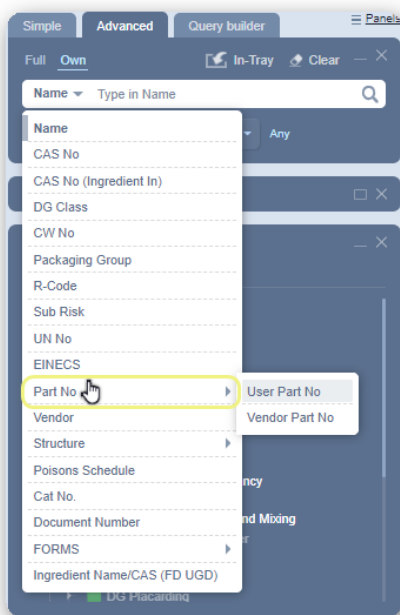 Simple Advanced Query builder Panels
Full Own In-Tray Clear
Name Type in Name
Name
Any
CAS No
CAS No (Ingredient In)
DG Class
CW No
Packaging Group
R-Code
Sub Risk
UN No
EINECS
Part No User Part No
Vendor Vendor Part No
Structure
Poisons Schedule
ncy
Cat No.
Document Number nd Mixing
FORMS
Ingredient Name/CAS (FD UGD)
DG Placarding